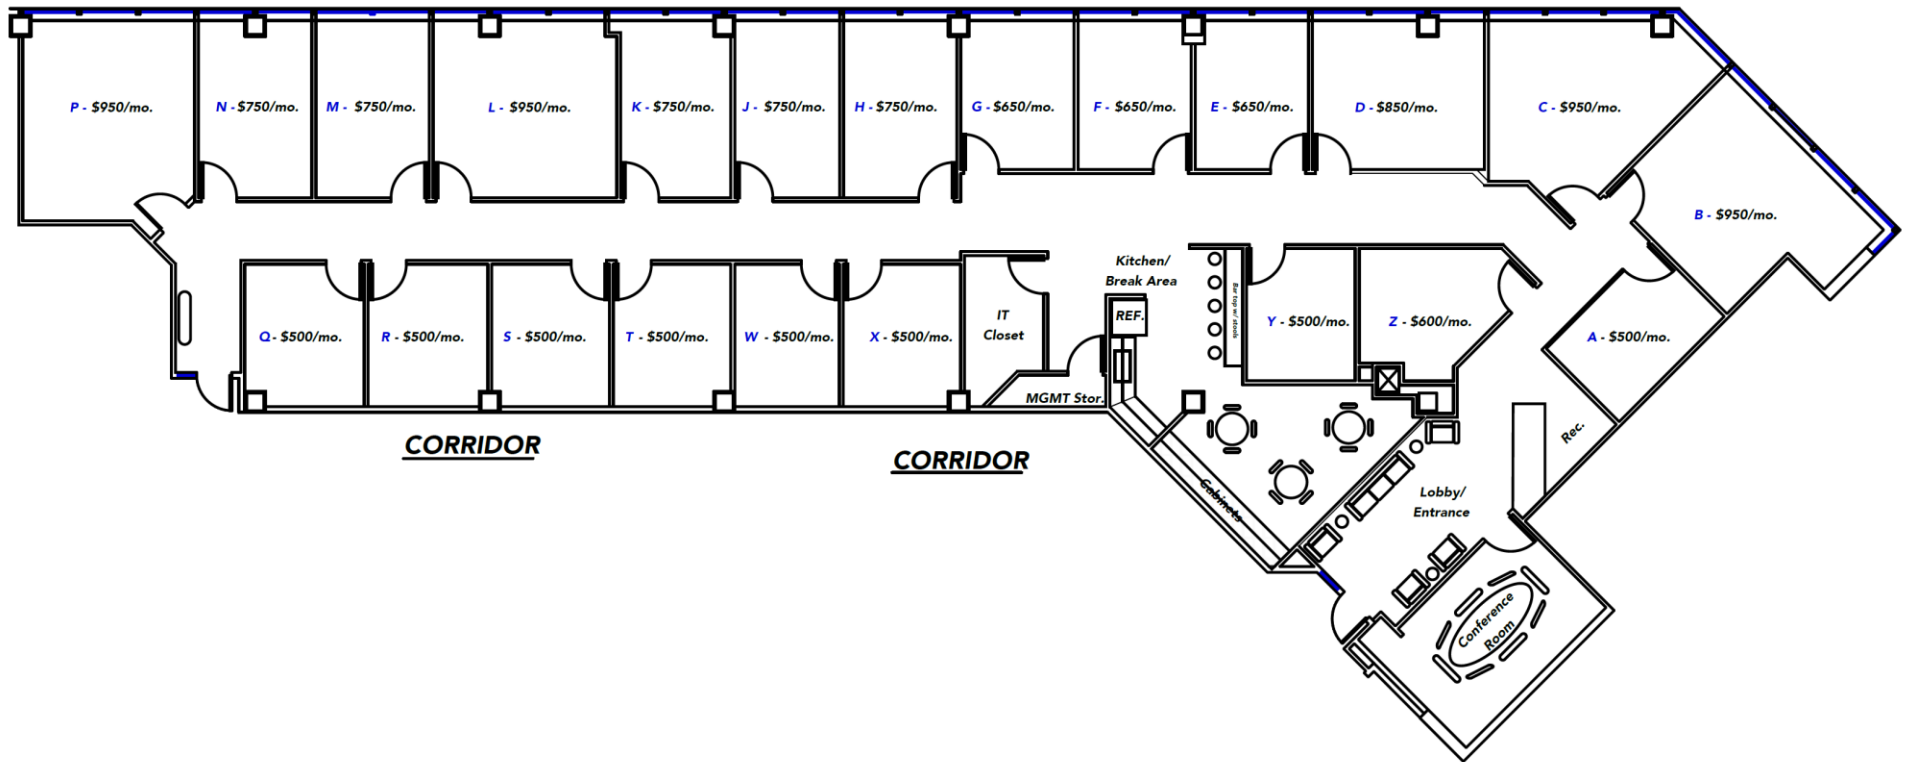 P - $950/mo.
N - $750/mo.
M - $750/mo.
L - $950/mo.
K - $750/mo.
J - $750/mo.
H - $750/mo.
G - $650/mo.
F - $650/mo.
E - $650/mo.
D - $850/mo.
C - $950/mo.
B - $950/mo.
Kitchen/
Break Area
Bar top w/ stools
REF.
IT
Closet
Q - $500/mo.
R - $500/mo.
S - $500/mo.
T - $500/mo.
W - $500/mo.
X - $500/mo.
Y - $500/mo.
Z - $600/mo.
A - $500/mo.
MGMT Stor.
CORRIDOR
CORRIDOR
Rec.
Cabinets
Lobby/
Entrance
Conference
Room